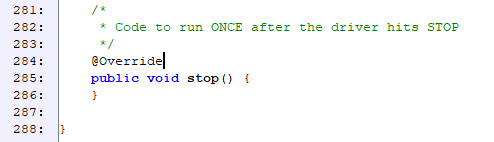 281:     /*
282:      * Code to run ONCE after the driver hits STOP
283:      */
284:     @Override
285:     public void stop() {
286:     }
287:
288: }